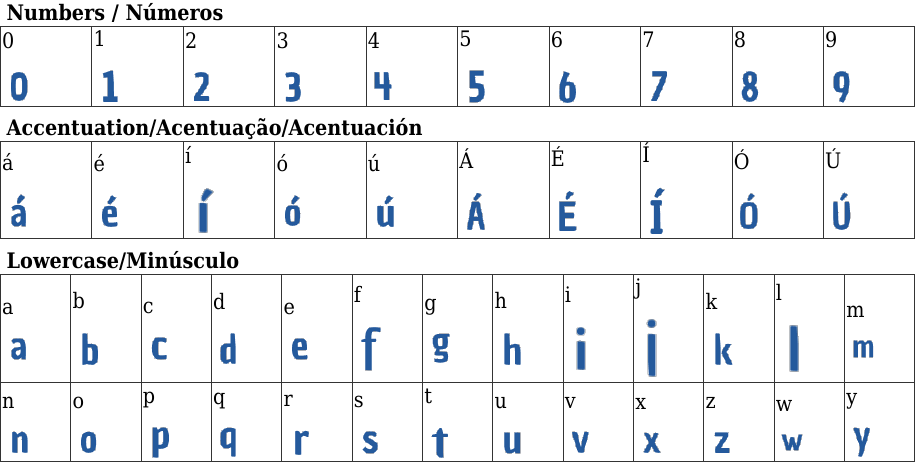 Numbers / Números
0 1 2 3 4 5 6 7 8 9
0 1 2 3 4 5 6 7 8 9
Accentuation/Acentuação/Acentuación
á é í ó ú Á É Í Ó Ú
á é í ó ú Á É Í Ó Ú
Lowercase/Minúsculo
a b c d e f g h i j k l m
a b c d e f g h i j k l m
n o p q r s t u v x z w y
n o p q r s t u v x z w y